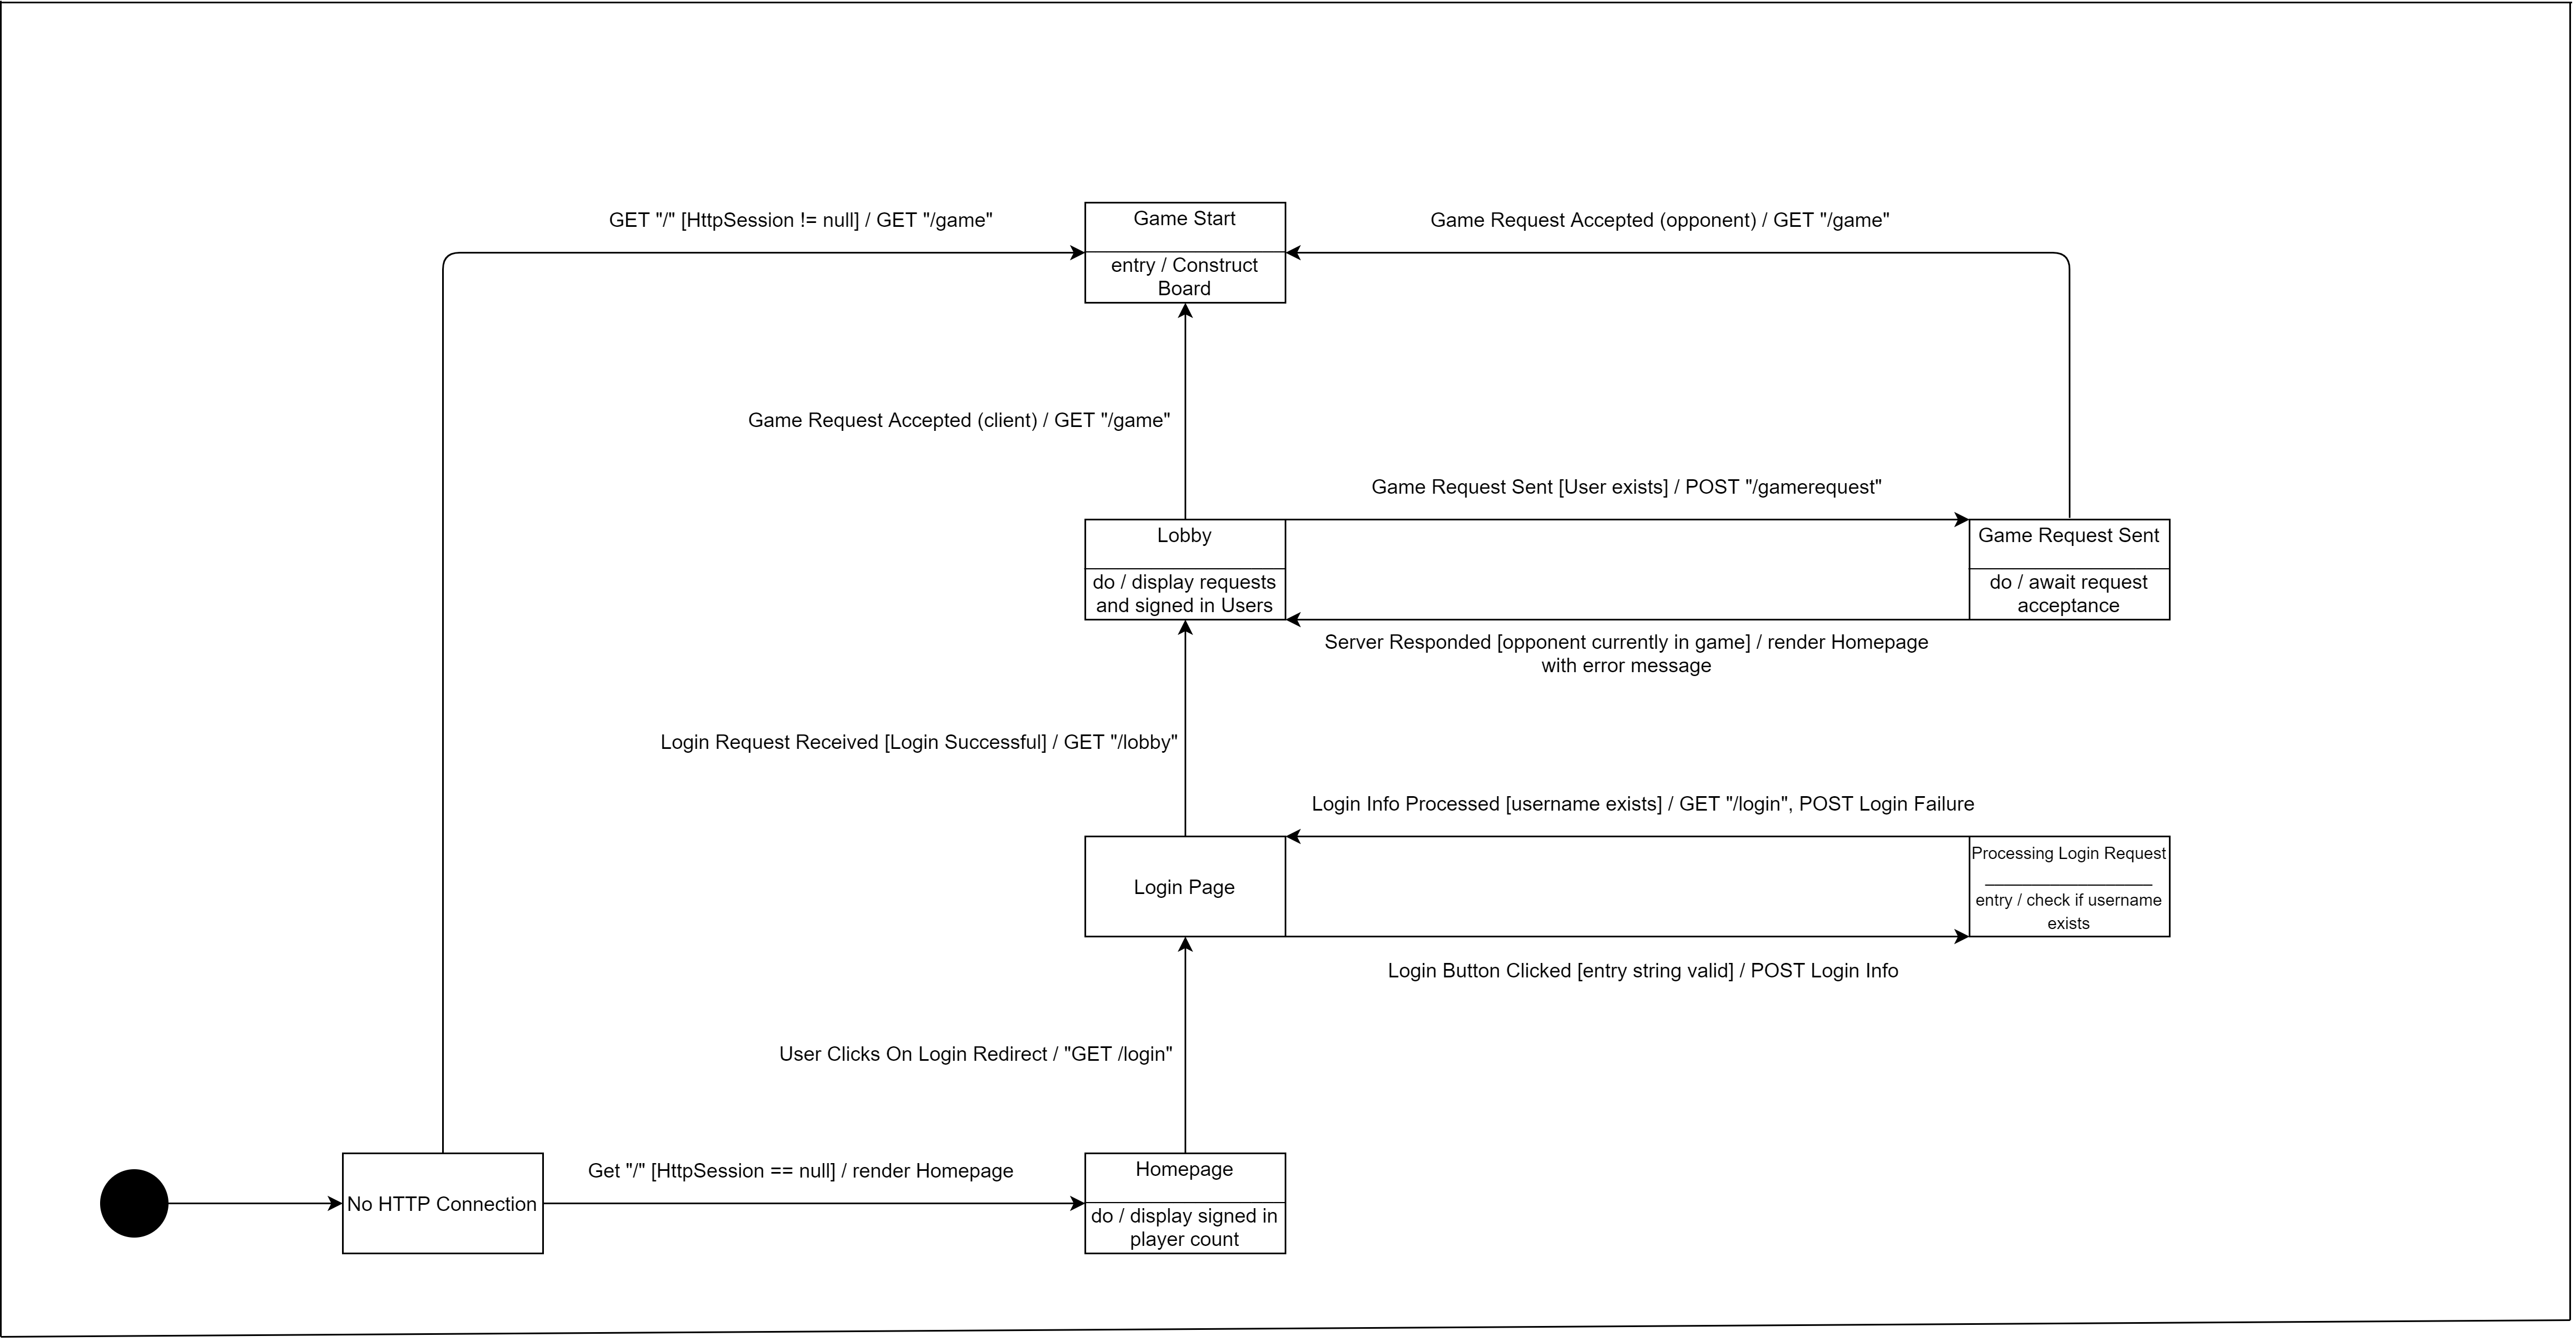 GET "/" [HttpSession != null] / GET "/game"
Game Start
entry / Construct
Board
Game Request Accepted (opponent) / GET "/game"
Game Request Accepted (client) / GET "/game"
Game Request Sent [User exists] / POST "/gamerequest"
Lobby
do / display requests
and signed in Users
Game Request Sent
do / await request
acceptance
Server Responded [opponent currently in game] / render Homepage
with error message
Login Request Received [Login Successful] / GET "/lobby"
Login Info Processed [username exists] / GET "/login", POST Login Failure
Login Page
Processing Login Request
entry / check if username
exists
Login Button Clicked [entry string valid] / POST Login Info
User Clicks On Login Redirect / "GET /login"
No HTTP Connection
Get "/" [HttpSession == null] / render Homepage
Homepage
do / display signed in
player count